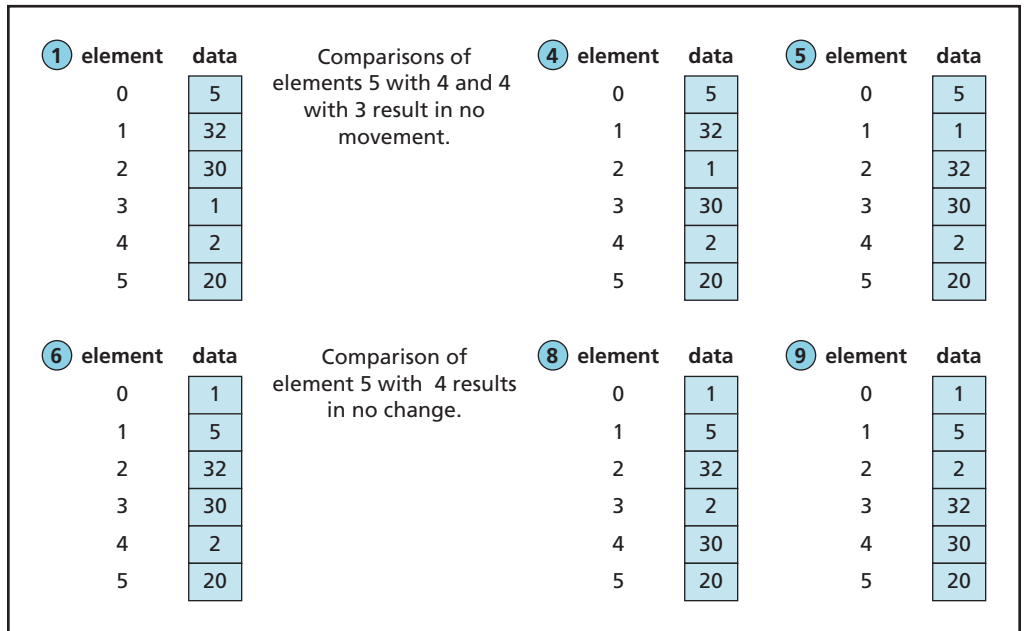 1 element data Comparisons of 4 element data 5 element data
elements 5 with 4 and 4
with 3 result in no
movement.
0 5 0 5 0 5
1 32 1 32 1 1
2 30 2 1 2 32
3 1 3 30 3 30
4 2 4 2 4 2
5 20 5 20 5 20
6 element data Comparison of 8 element data 9 element data
element 5 with 4 results
in no change.
0 1 0 1 0 1
1 5 1 5 1 5
2 32 2 32 2 2
3 30 3 2 3 32
4 2 4 30 4 30
5 20 5 20 5 20